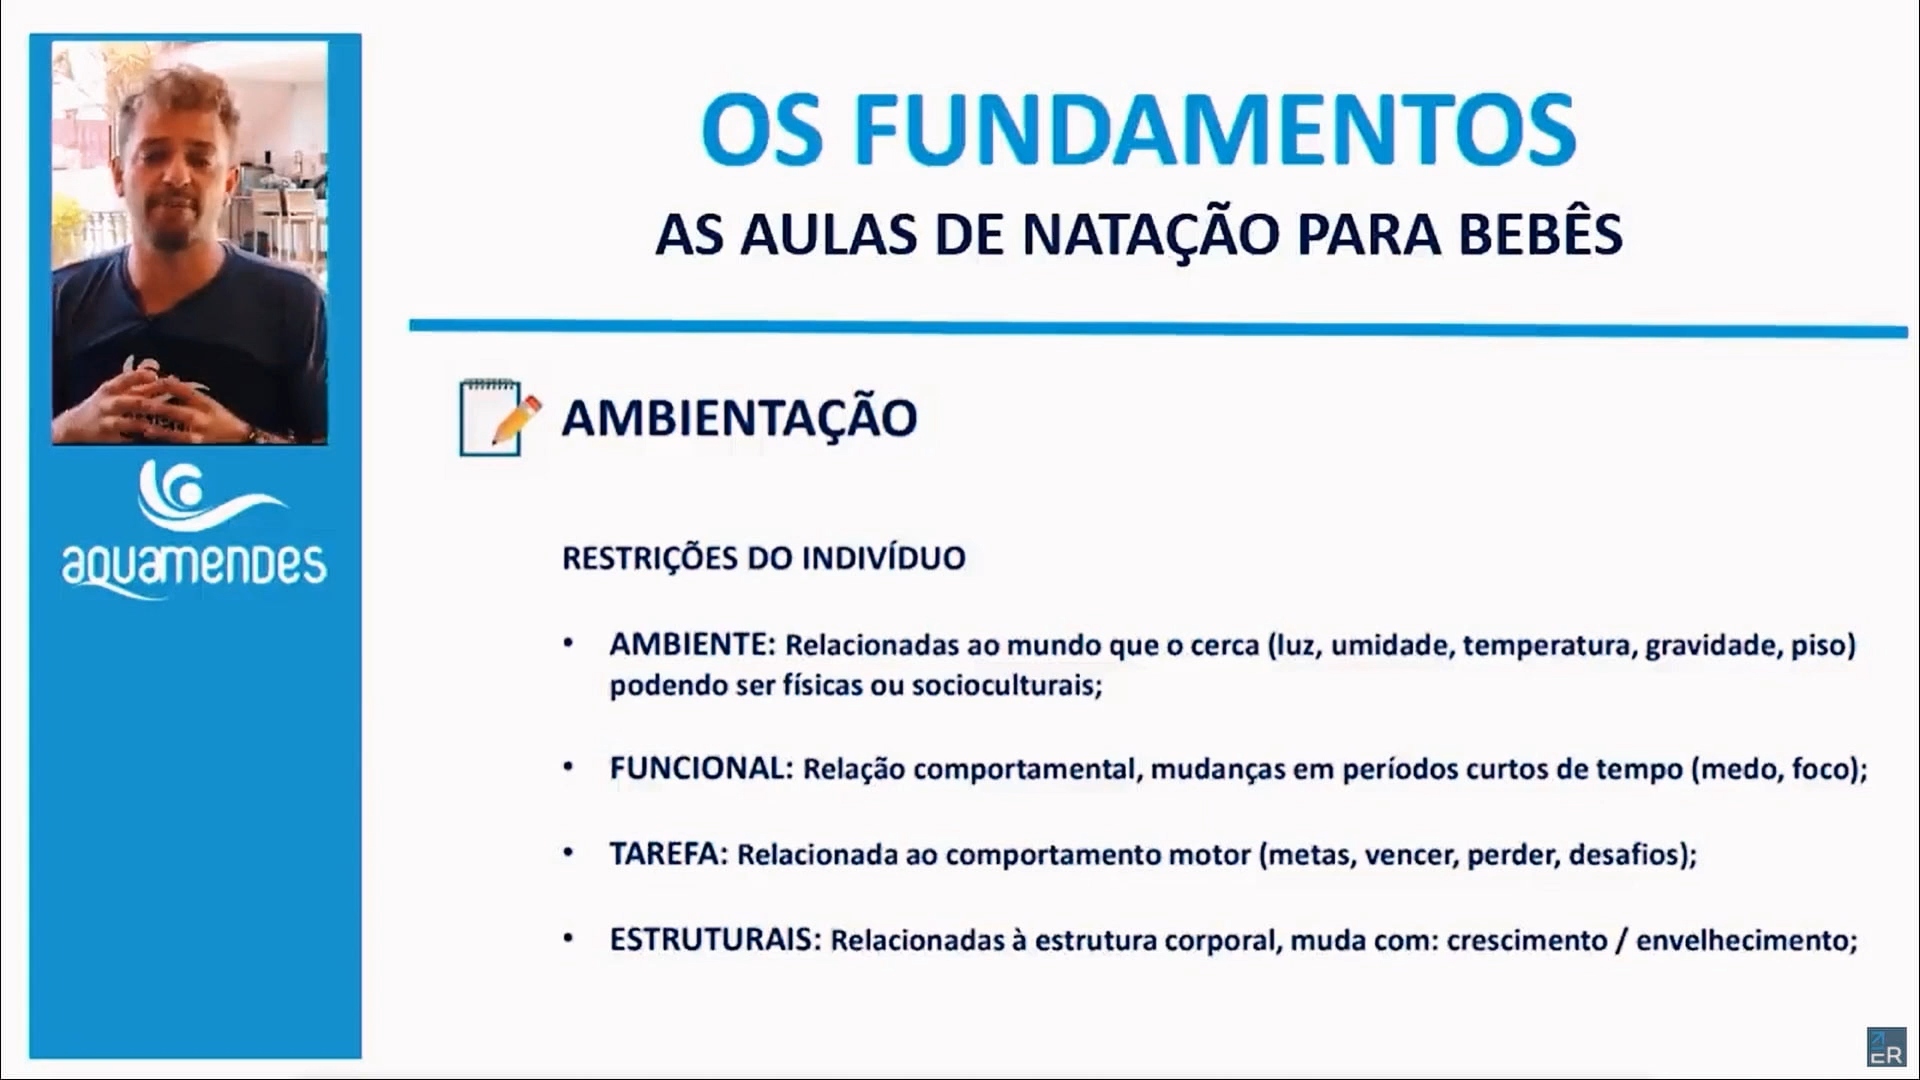 OS FUNDAMENTOS
AS AULAS DE NATAÇÃO PARA BEBÊS
aquamendes
AMBIENTAÇÃO
RESTRIÇÕES DO INDIVÍDUO
• AMBIENTE: Relacionadas ao mundo que o cerca (luz, umidade, temperatura, gravidade, piso)
podendo ser físicas ou socioculturais;
• FUNCIONAL: Relação comportamental, mudanças em períodos curtos de tempo (medo, foco);
• TAREFA: Relacionada ao comportamento motor (metas, vencer, perder, desafios);
• ESTRUTURAIS: Relacionadas à estrutura corporal, muda com: crescimento / envelhecimento;
ER